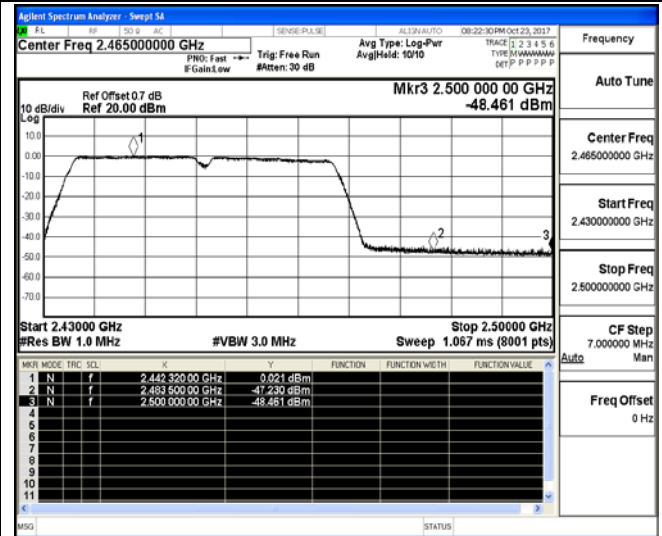 Agilent Spectrum Analyzer - Swept SA
RL RF 50 Ω AC SENSE:PULSE ALIGNAUTO 08:22:30 PM Oct 23, 2017
Center Freq 2.465000000 GHz
PNO: Fast
IFGain:Low
Trig: Free Run
#Atten: 30 dB
Avg Type: Log-Pwr
Avg|Hold: 10/10
TRACE 1 2 3 4 5 6
TYPE MWWWWW
DET P P P P P P
Ref Offset 0.7 dB
Ref 20.00 dBm
10 dB/div
Log
Mkr3 2.500 000 00 GHz
-48.461 dBm
10.0
0.00
-10.0
-20.0
-30.0
-40.0
-50.0
-60.0
-70.0
1
2
3
Start 2.43000 GHz Stop 2.50000 GHz
#Res BW 1.0 MHz #VBW 3.0 MHz Sweep 1.067 ms (8001 pts)
MKR MODE TRC SCL X Y FUNCTION FUNCTION WIDTH FUNCTION VALUE
1 N f 2.442 320 00 GHz 0.021 dBm
2 N f 2.483 500 00 GHz -47.230 dBm
3 N f 2.500 000 00 GHz -48.461 dBm
4
5
6
7
8
9
10
11
MSG STATUS
Frequency
Auto Tune
Center Freq
2.465000000 GHz
Start Freq
2.430000000 GHz
Stop Freq
2.500000000 GHz
CF Step
7.000000 MHz
Auto Man
Freq Offset
0 Hz